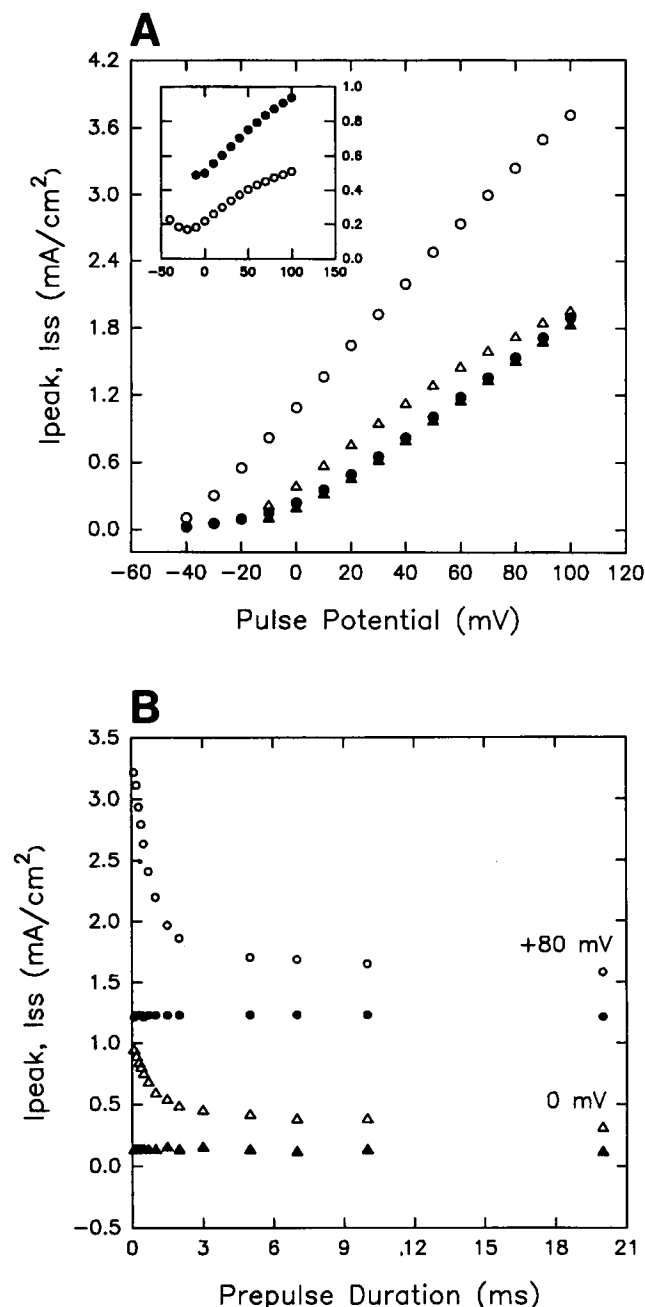 A
Ipeak, Iss (mA/cm²)
4.2
3.6
3.0
2.4
1.8
1.2
0.6
0.0
1.0
0.8
0.6
0.4
0.2
0.0
−50 0 50 100 150
−60 −40 −20 0 20 40 60 80 100 120
Pulse Potential (mV)
B
Ipeak, Iss (mA/cm²)
3.5
3.0
2.5
2.0
1.5
1.0
0.5
0.0
−0.5
+80 mV
0 mV
0 3 6 9 .12 15 18 21
Prepulse Duration (ms)